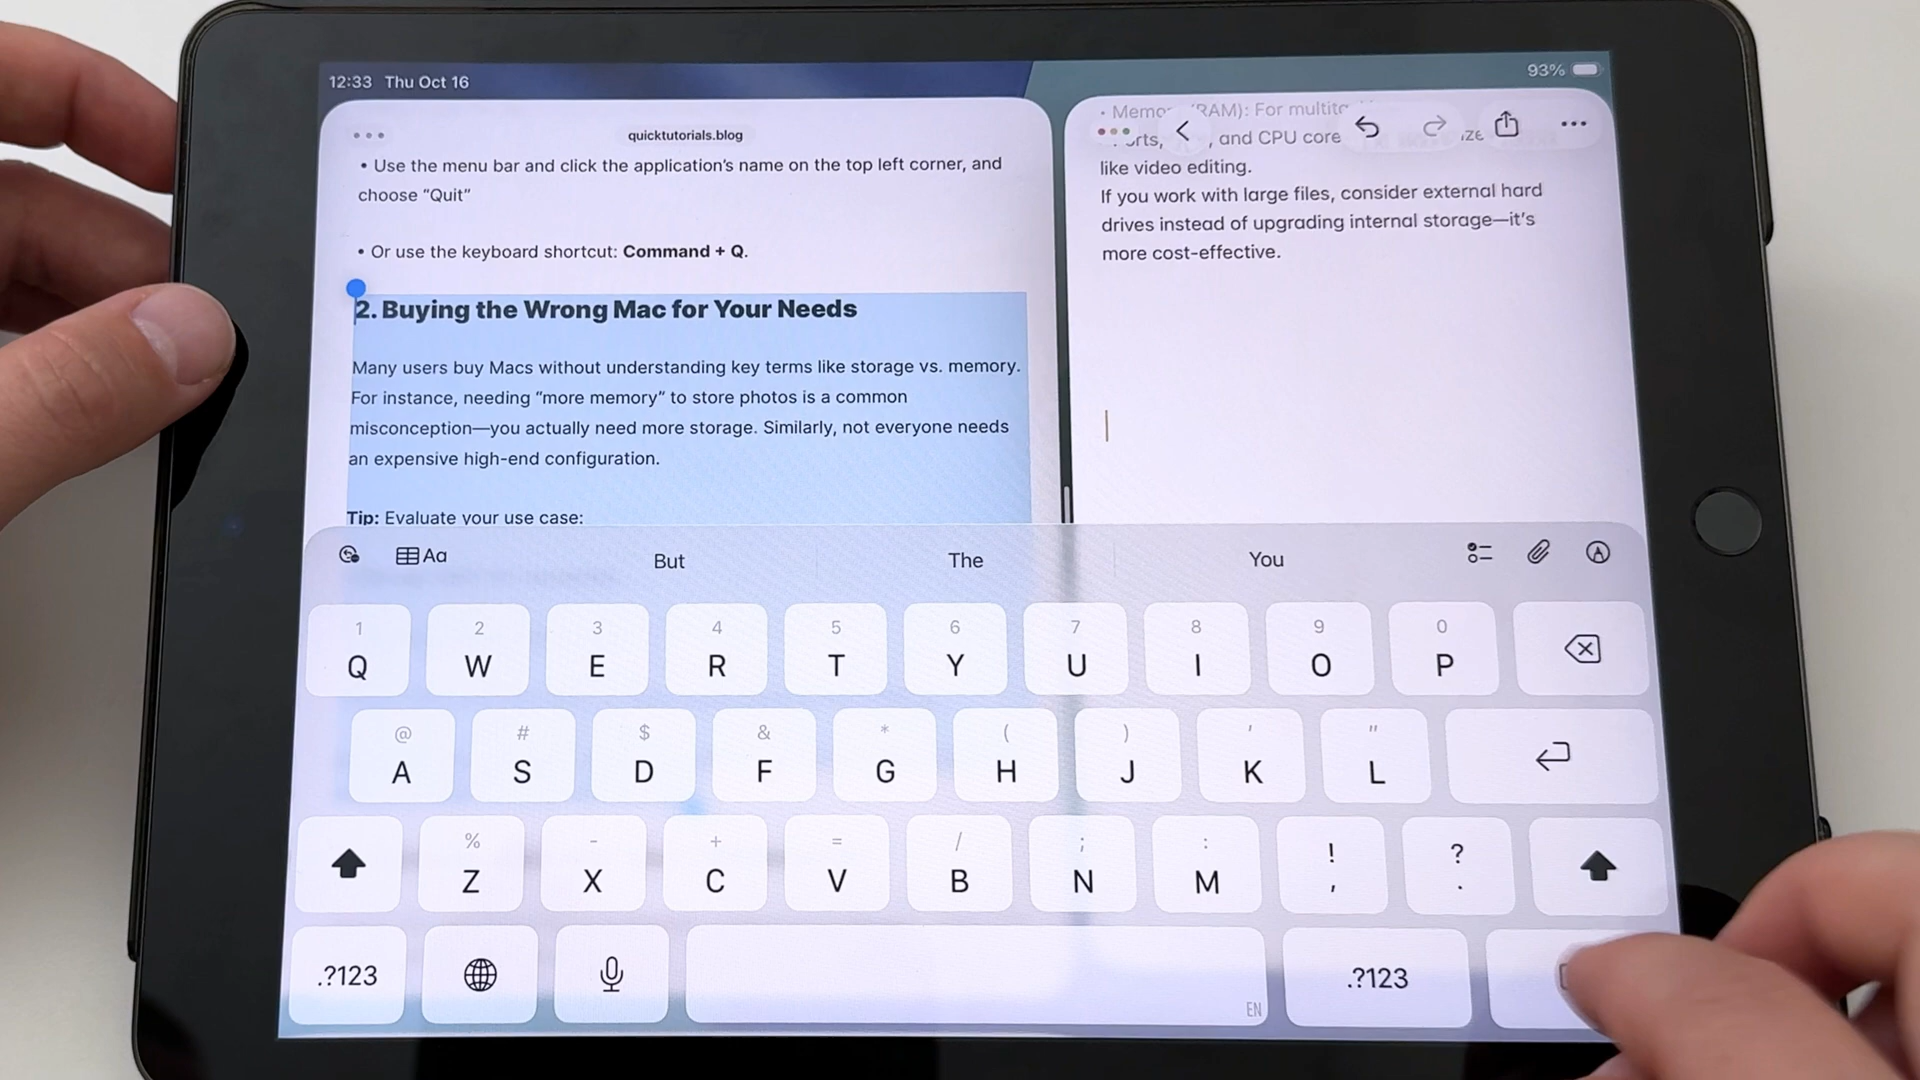 12:33 Thu Oct 16
93%
quicktutorials.blog
• Use the menu bar and click the application’s name on the top left corner, and
choose “Quit”
• Or use the keyboard shortcut: Command + Q.
2. Buying the Wrong Mac for Your Needs
Many users buy Macs without understanding key terms like storage vs. memory.
For instance, needing “more memory” to store photos is a common
misconception—you actually need more storage. Similarly, not everyone needs
an expensive high-end configuration.
Tip: Evaluate your use case:
(RAM): For
, and CPU core
like video editing.
If you work with large files, consider external hard
drives instead of upgrading internal storage—it’s
more cost-effective.
Aa But The You
1 2 3 4 5 6 7 8 9 0
Q W E R T Y U I O P
@ # $ & * ( ) ' "
A S D F G H J K L
% - + = / ; : ! ?
Z X C V B N M , .
.?123 EN .?123